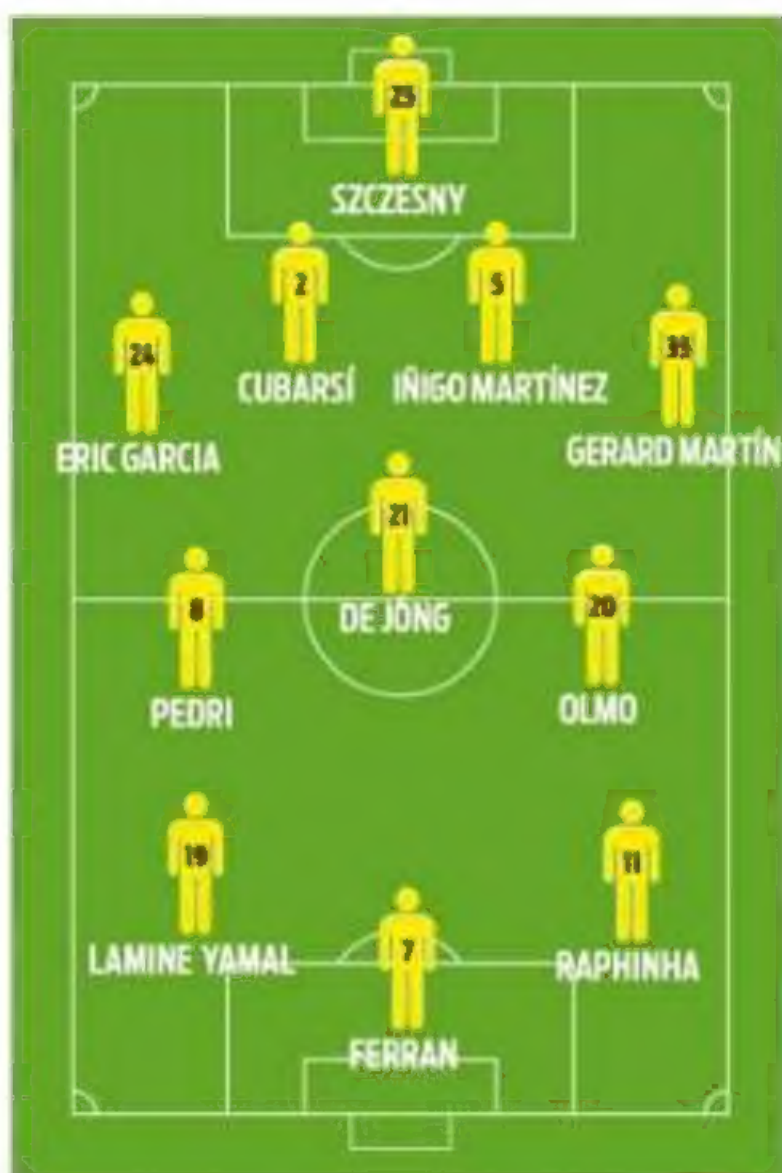 25
SZCZESNY
2
5
CUBARSÍ
IÑIGO MARTÍNEZ
24
35
ERIC GARCIA
GERARD MARTÍN
21
DE JONG
8
20
PEDRI
OLMO
19
11
LAMINE YAMAL
RAPHINHA
7
FERRAN